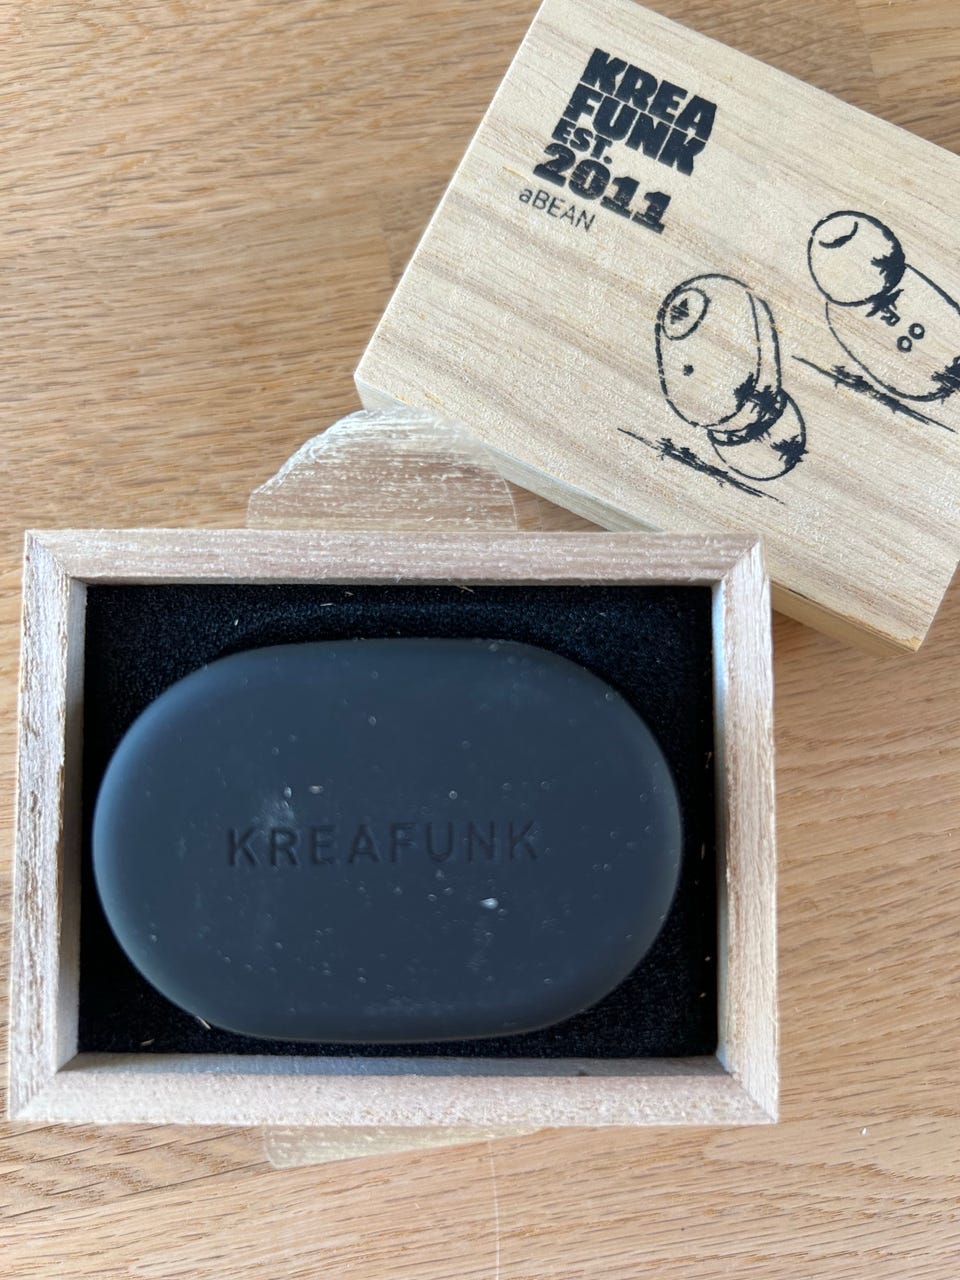 KREA
FUNK
EST.
2011
aBEAN
KREAFUNK